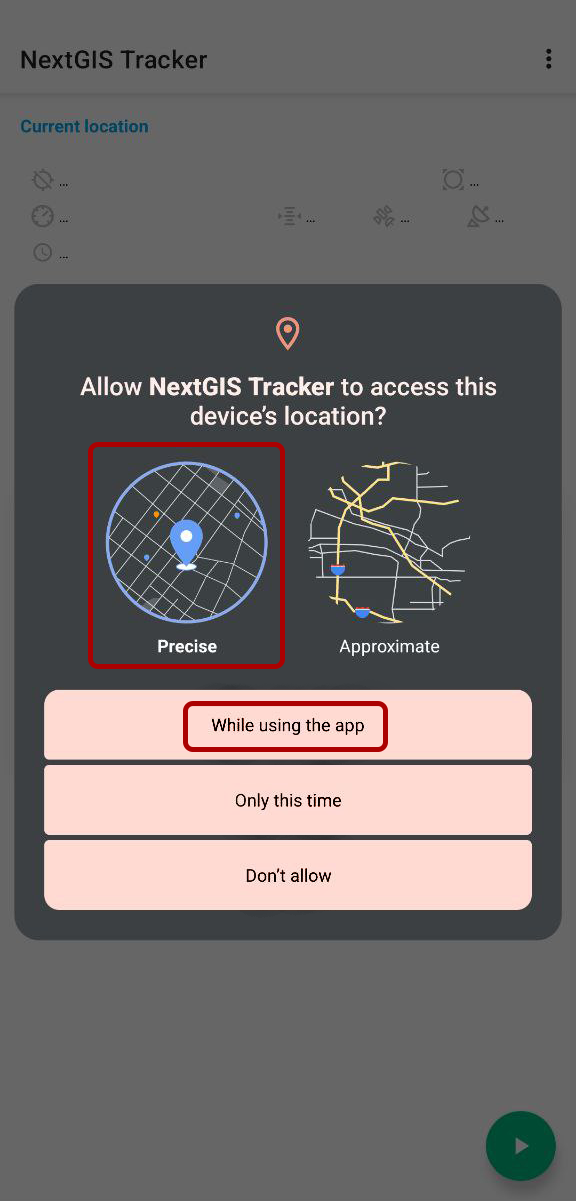 NextGIS Tracker
Current location
... ...
... ... ... ...
...
Allow NextGIS Tracker to access this
device’s location?
Precise Approximate
While using the app
Only this time
Don’t allow